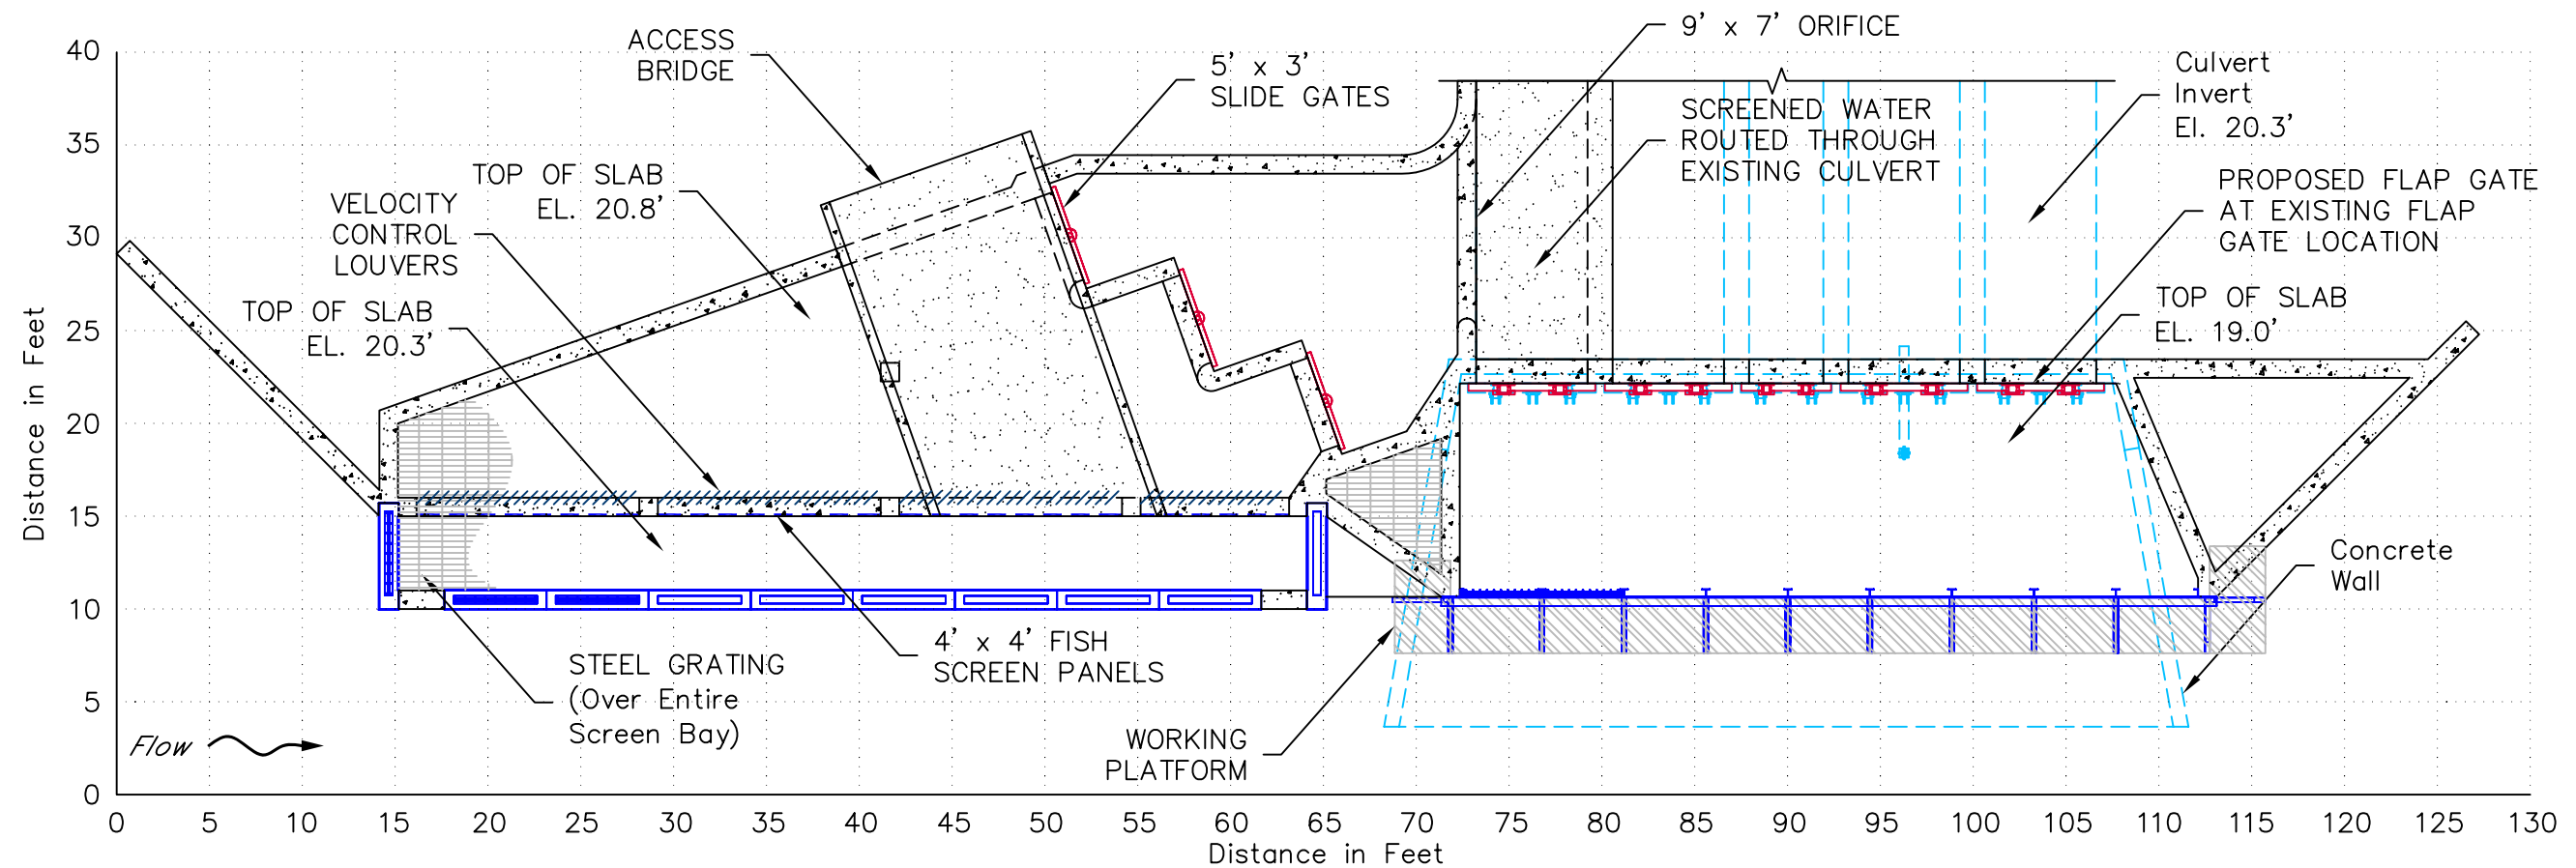 ACCESS
BRIDGE
5' x 3'
SLIDE GATES
9' x 7' ORIFICE
SCREENED WATER
ROUTED THROUGH
EXISTING CULVERT
Culvert
Invert
El. 20.3'
PROPOSED FLAP GATE
AT EXISTING FLAP
GATE LOCATION
TOP OF SLAB
EL. 19.0'
TOP OF SLAB
EL. 20.8'
VELOCITY
CONTROL
LOUVERS
TOP OF SLAB
EL. 20.3'
STEEL GRATING
(Over Entire
Screen Bay)
4' x 4' FISH
SCREEN PANELS
WORKING
PLATFORM
Concrete
Wall
Flow
Distance in Feet
40
35
30
25
20
15
10
5
0
0 5 10 15 20 25 30 35 40 45 50 55 60 65 70 75 80 85 90 95 100 105 110 115 120 125 130
Distance in Feet